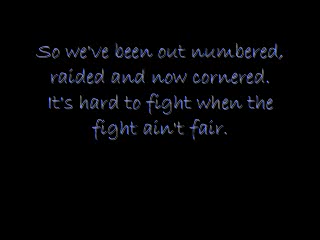 So we've been out numbered,
raided and now cornered.
It's hard to fight when the
fight ain't fair.